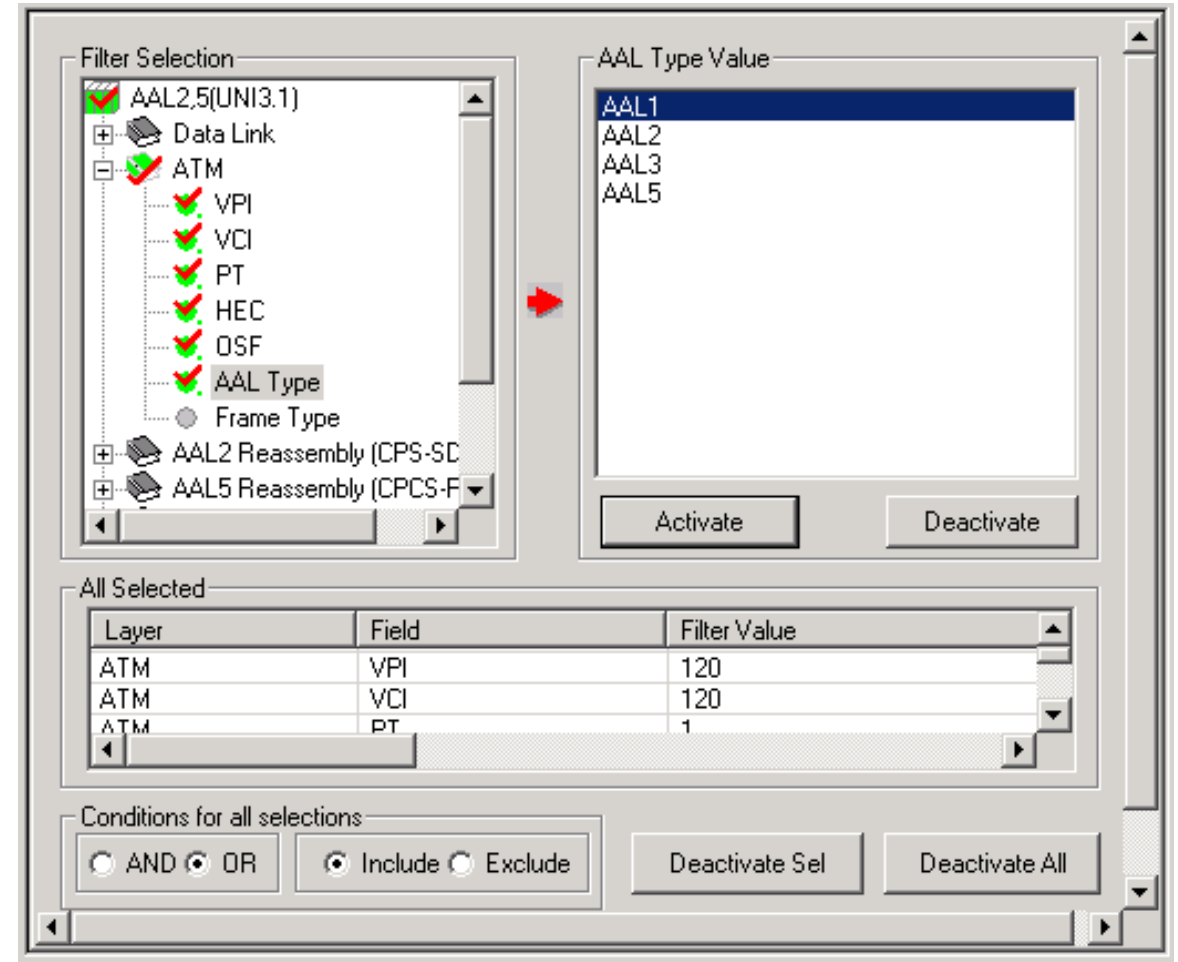 Filter Selection
AAL2,5(UNI3.1)
Data Link
ATM
VPI
VCI
PT
HEC
OSF
AAL Type
Frame Type
AAL2 Reassembly (CPS-SD
AAL5 Reassembly (CPCS-F
AAL Type Value
AAL1
AAL2
AAL3
AAL5
Activate Deactivate
All Selected
Layer Field Filter Value
ATM VPI 120
ATM VCI 120
ATM PT 1
Conditions for all selections
AND OR Include Exclude Deactivate Sel Deactivate All